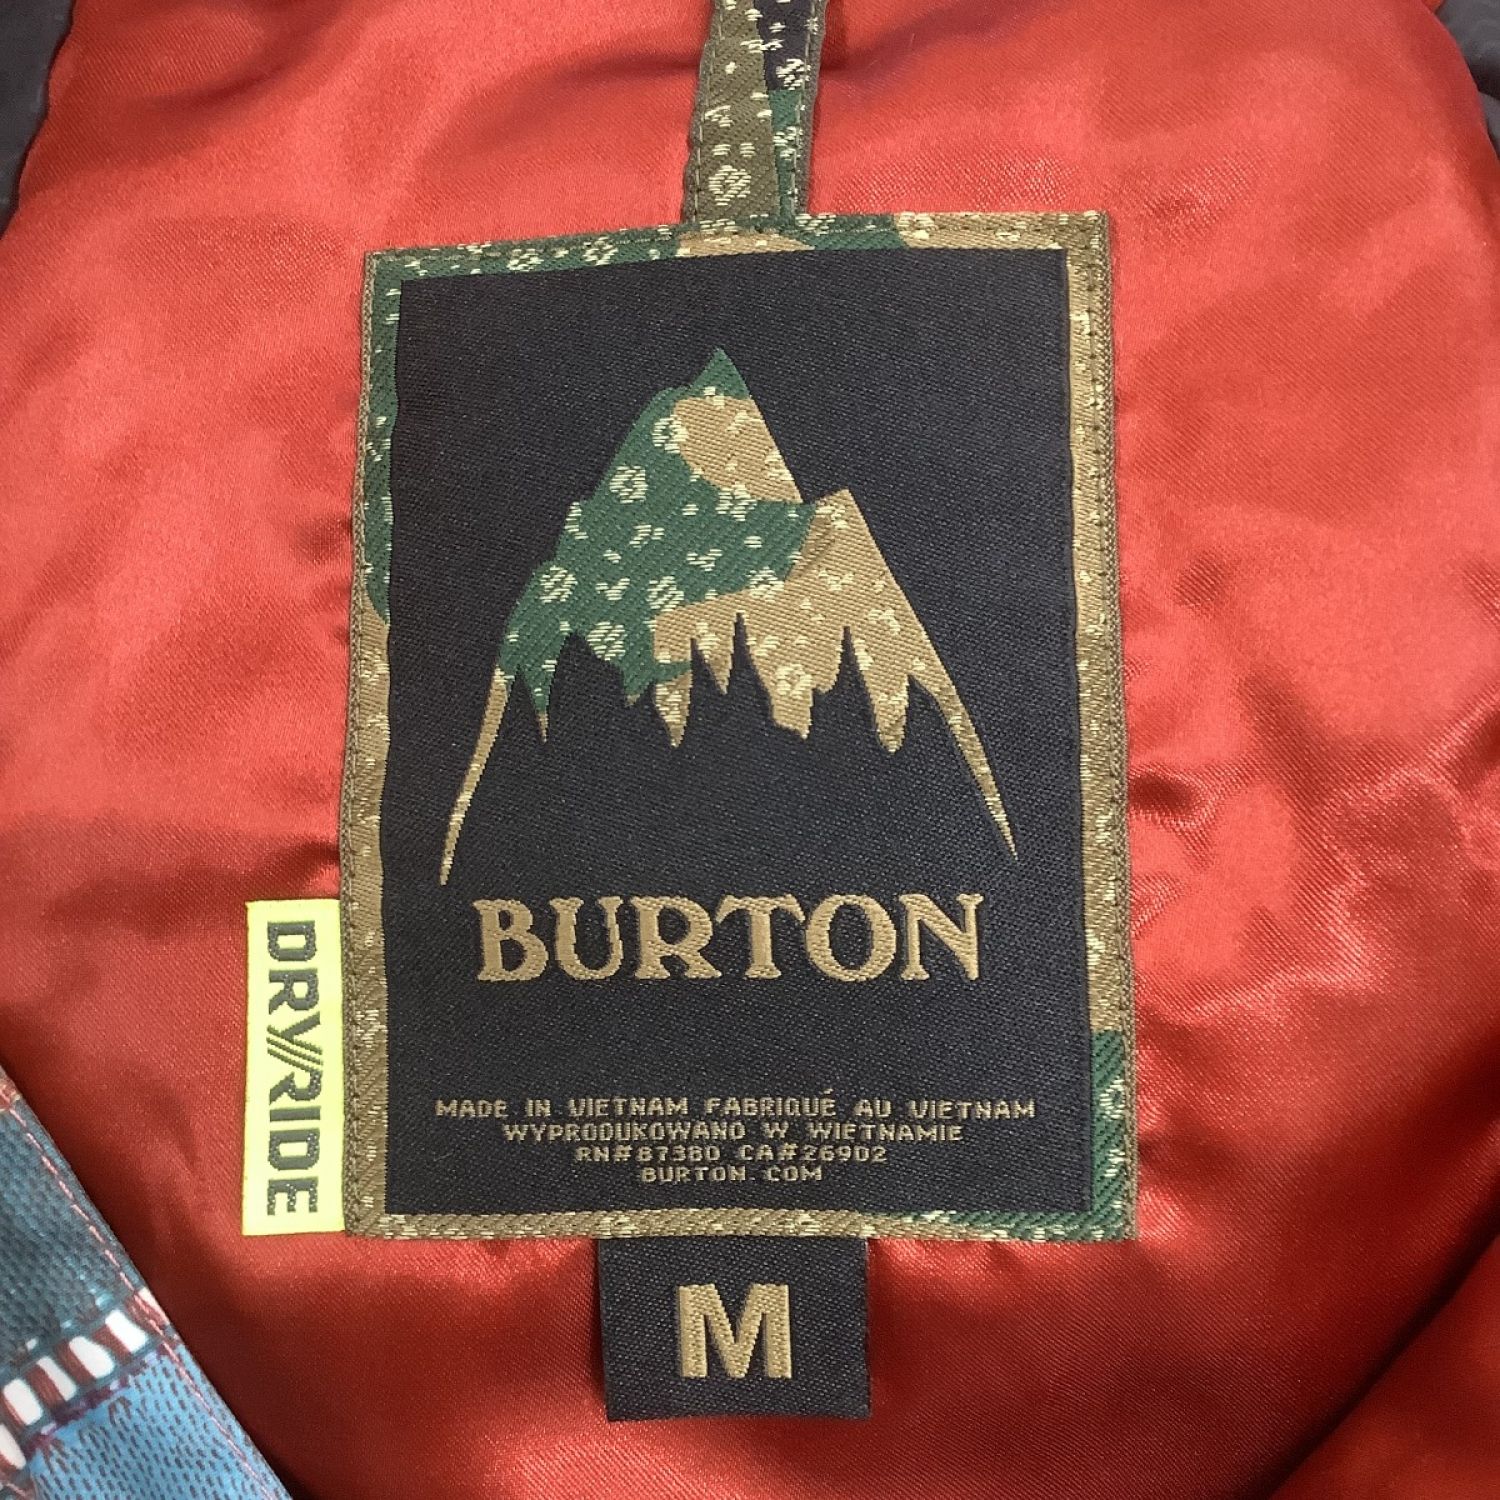 BURTON
DRY///RIDE
MADE IN VIETNAM FABRIQUÉ AU VIETNAM
WYPRODUKOWANO W WIETNAMIE
RN#87380 CA#26902
BURTON.COM
M